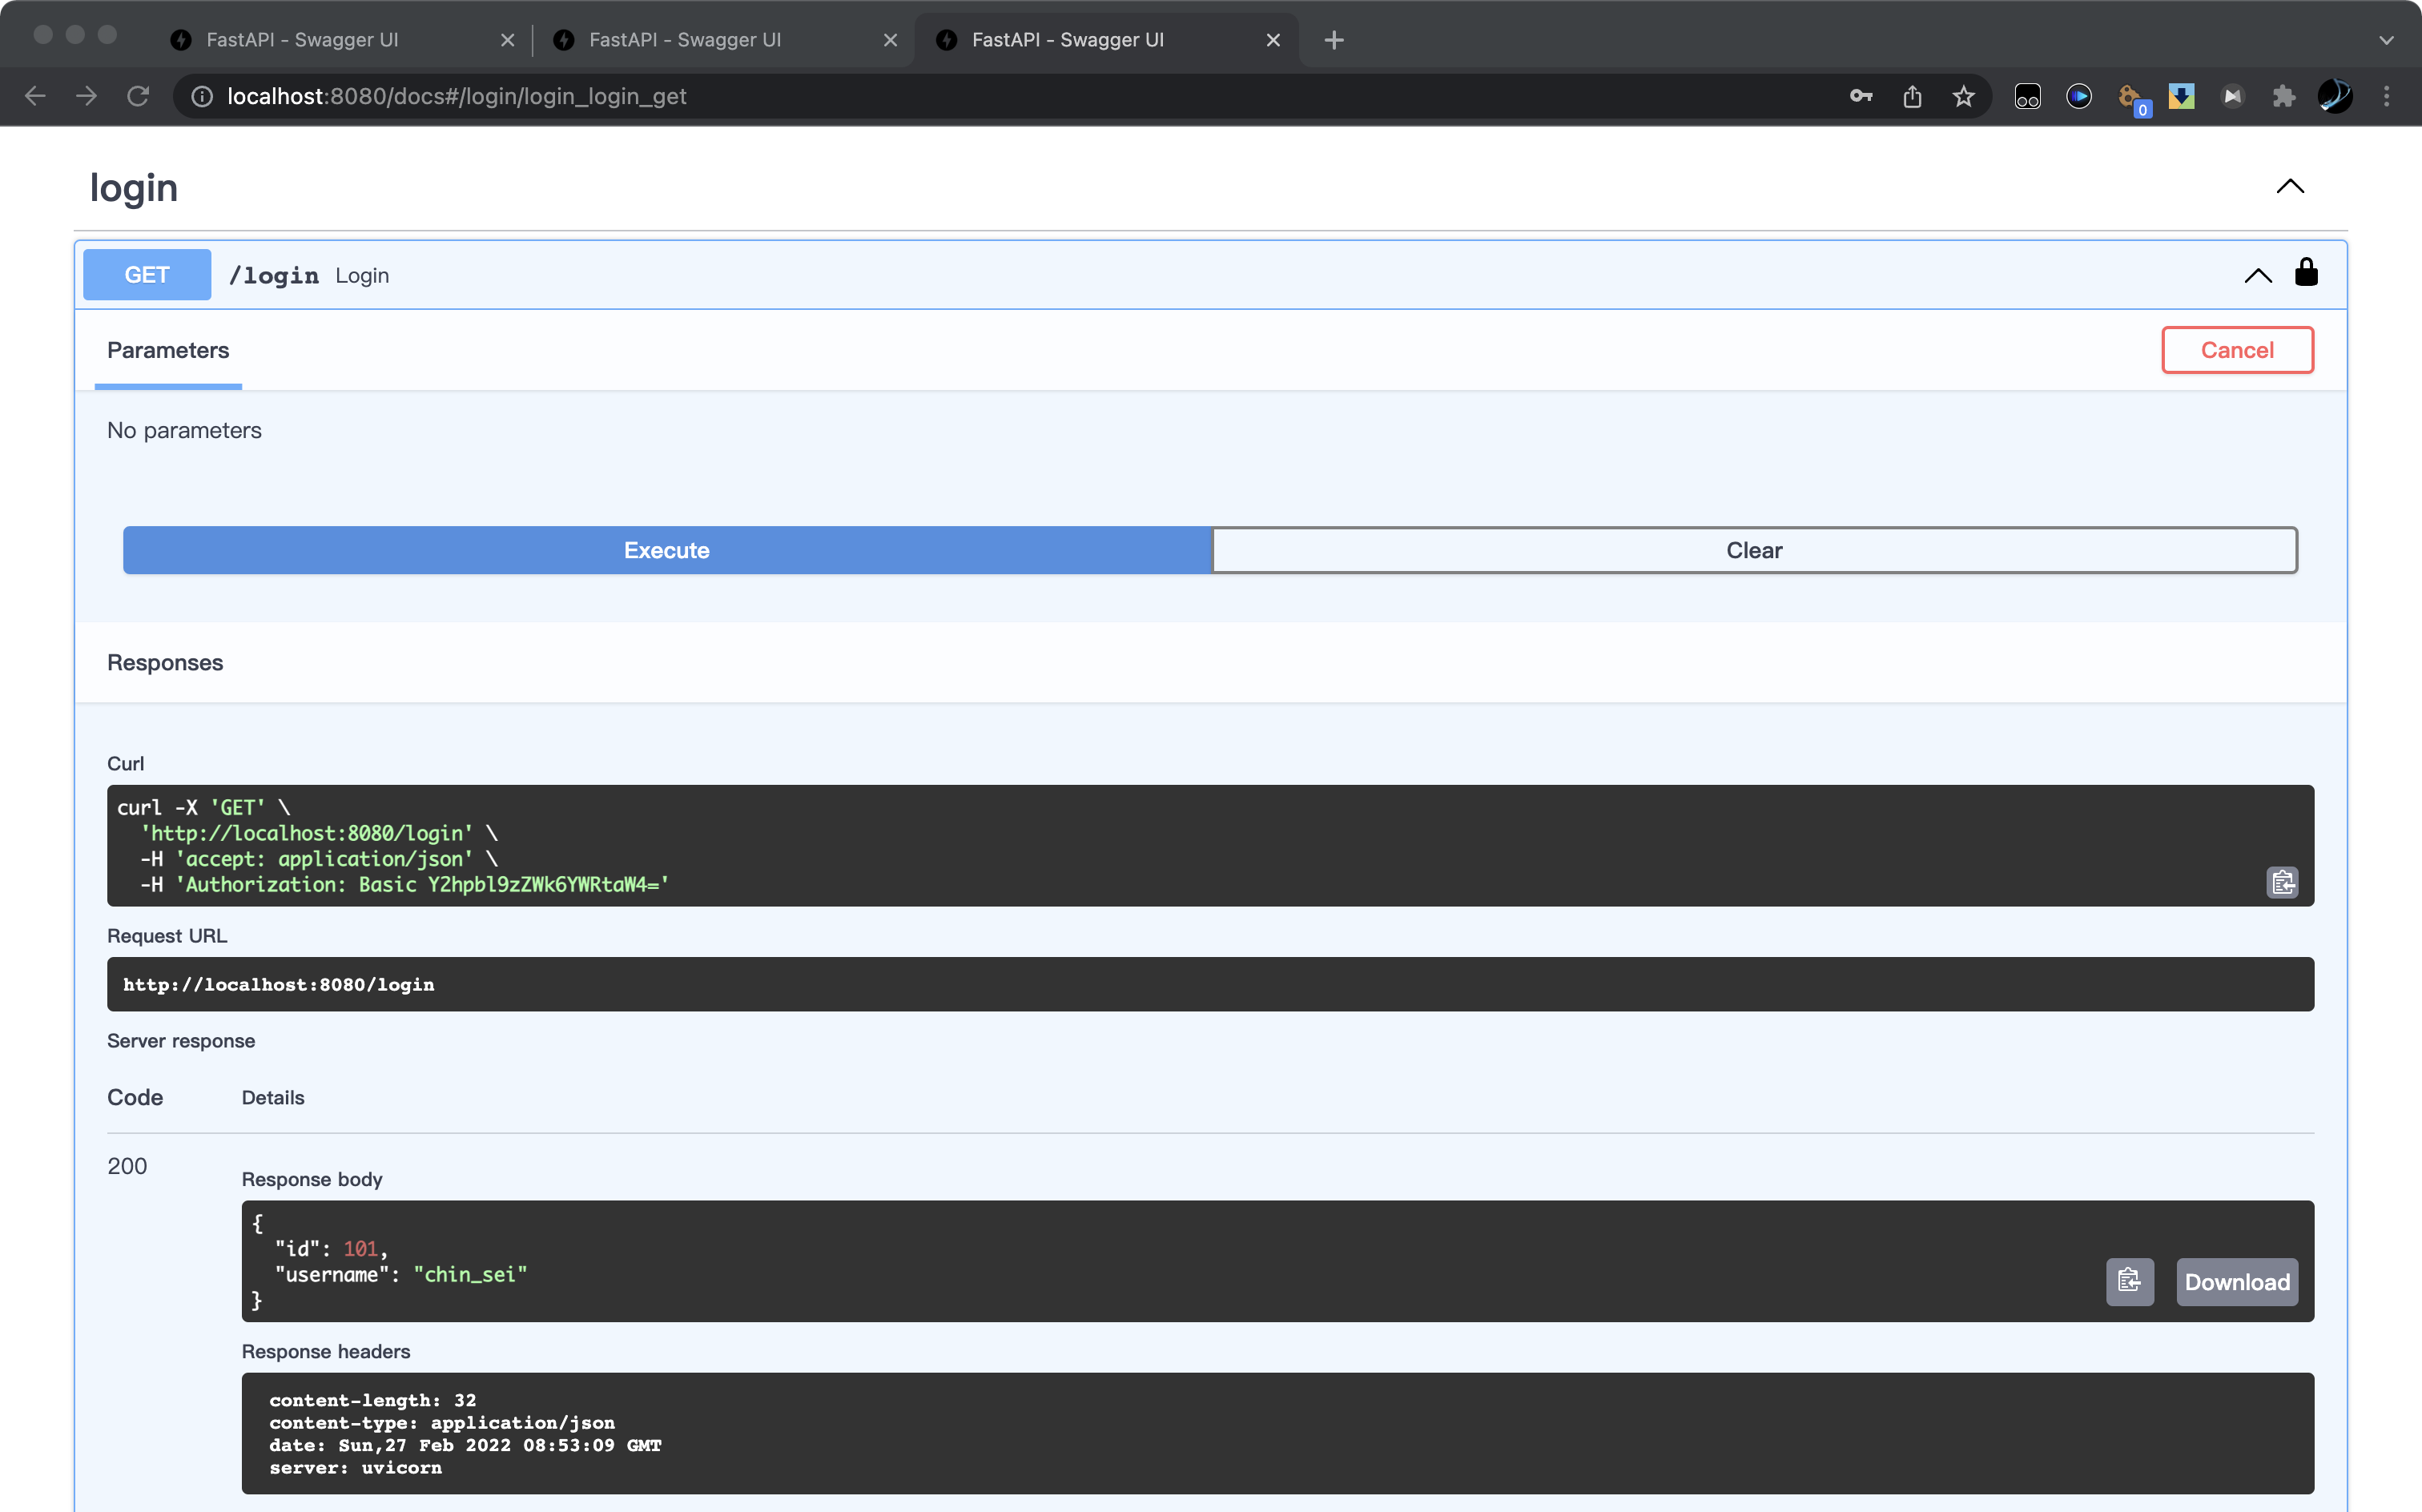 FastAPI - Swagger UI
FastAPI - Swagger UI
FastAPI - Swagger UI
localhost:8080/docs#/login/login_login_get
0
login
GET /login Login
Parameters
Cancel
No parameters
Execute
Clear
Responses
Curl
curl -X 'GET' \
'http://localhost:8080/login' \
-H 'accept: application/json' \
-H 'Authorization: Basic Y2hpbl9zZWk6YWRtaW4='
Request URL
http://localhost:8080/login
Server response
Code Details
200
Response body
{
"id": 101,
"username": "chin_sei"
}
Download
Response headers
content-length: 32
content-type: application/json
date: Sun,27 Feb 2022 08:53:09 GMT
server: uvicorn